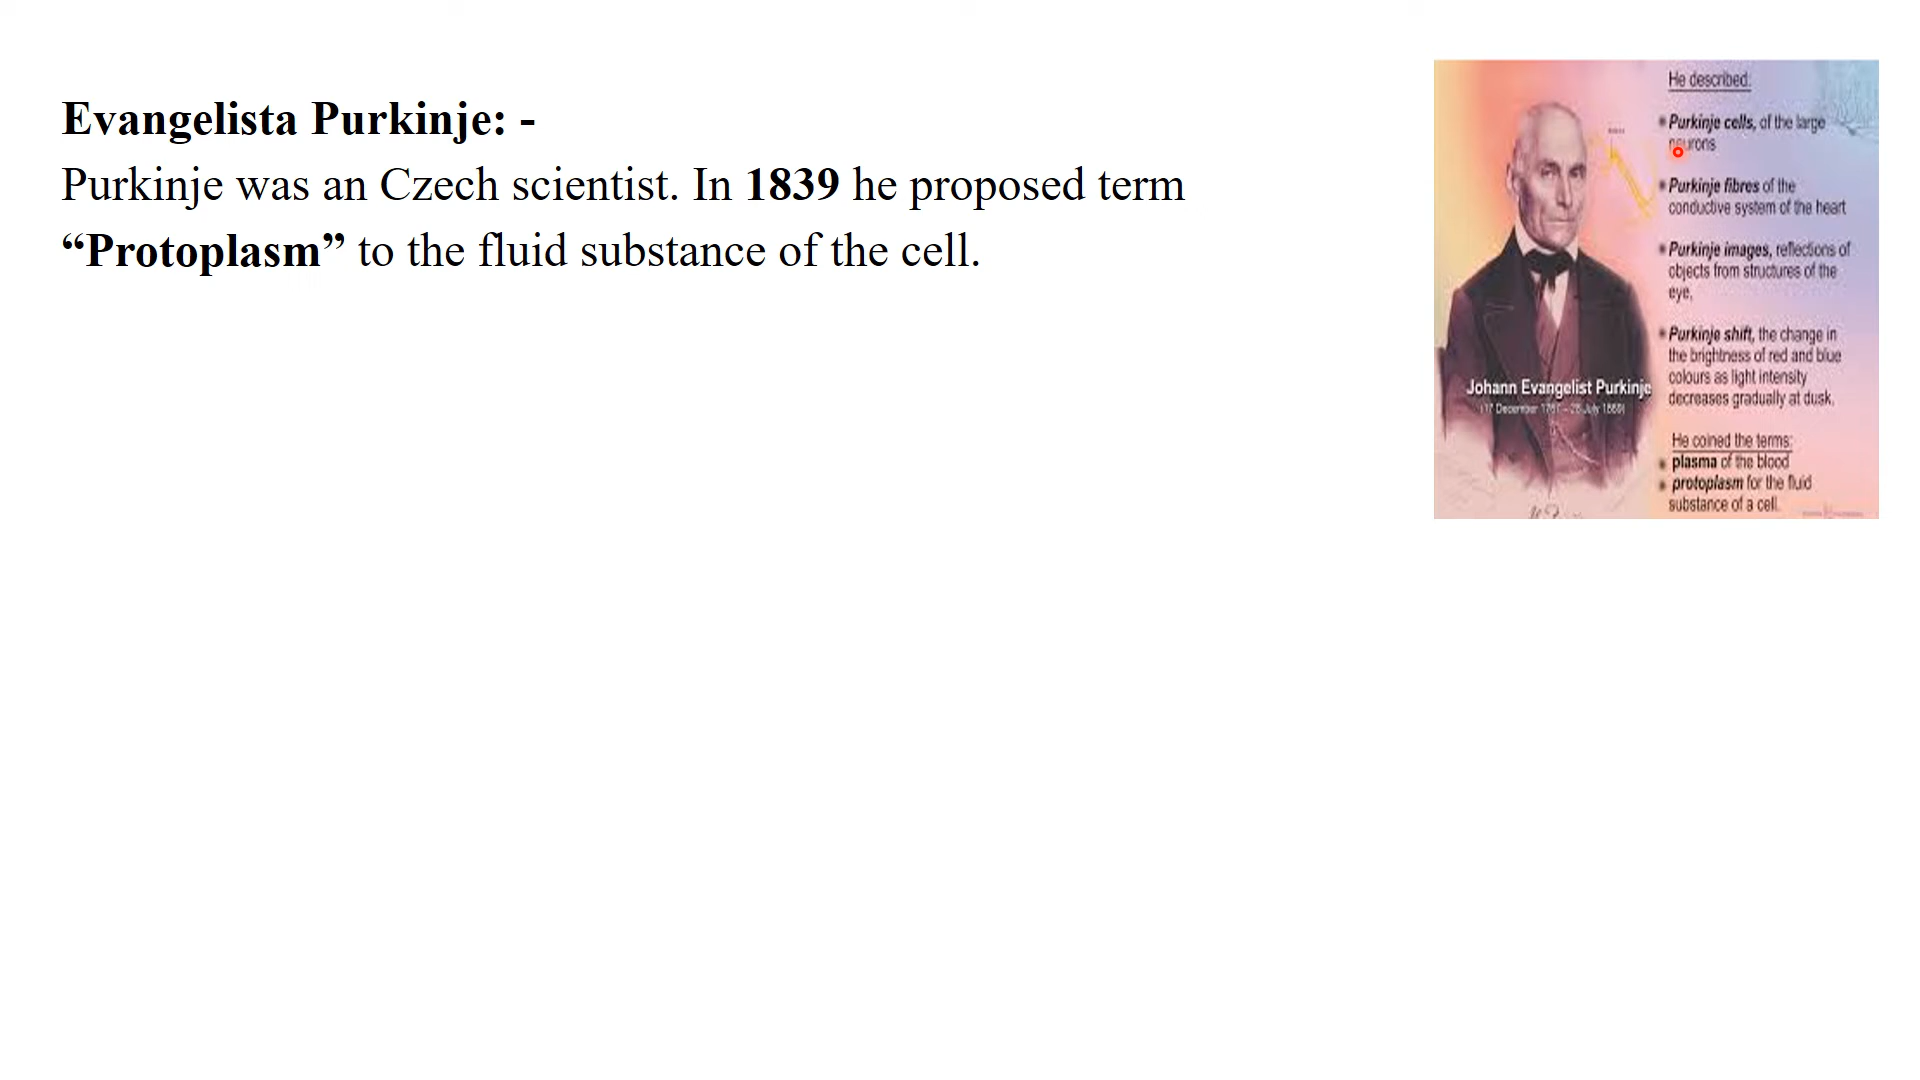 Evangelista Purkinje: -
Purkinje was an Czech scientist. In 1839 he proposed term
“Protoplasm” to the fluid substance of the cell.
He described:
Purkinje cells, of the large
neurons
Purkinje fibres of the
conductive system of the heart
Purkinje images, reflections of
objects from structures of the
eye.
Purkinje shift, the change in
the brightness of red and blue
colours as light intensity
decreases gradually at dusk.
Johann Evangelist Purkinje
He coined the terms:
plasma of the blood
protoplasm for the fluid
substance of a cell.